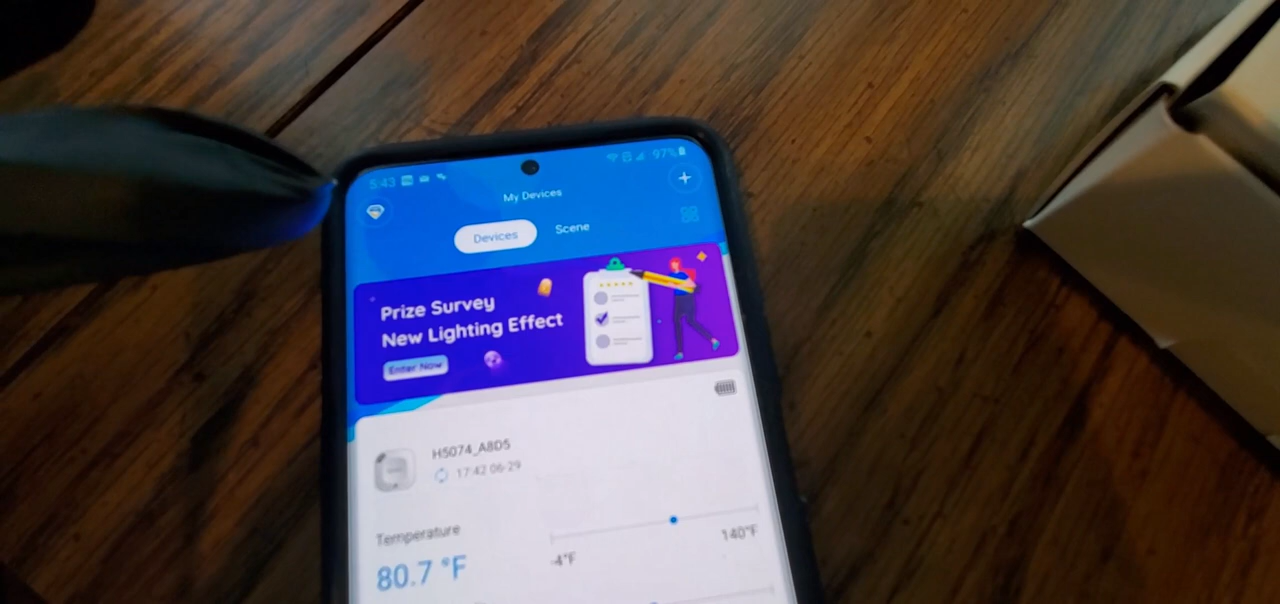 5:43 97%
My Devices
Devices Scene
Prize Survey
New Lighting Effect
Enter Now
H5074_A8D5
17:42 06-29
Temperature
80.7 °F
-4°F 140°F